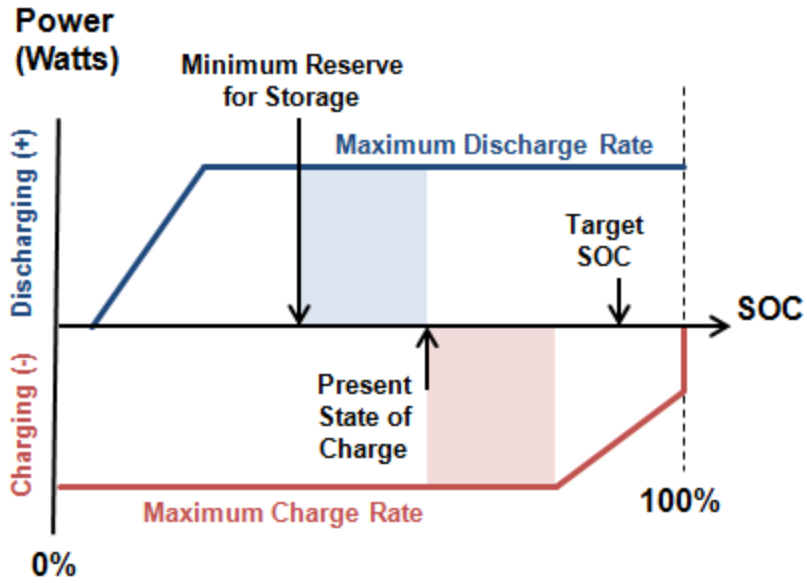 Power
(Watts)
Minimum Reserve
for Storage
Discharging (+)
Maximum Discharge Rate
Target
SOC
SOC
Charging (-)
Present
State of
Charge
Maximum Charge Rate
100%
0%